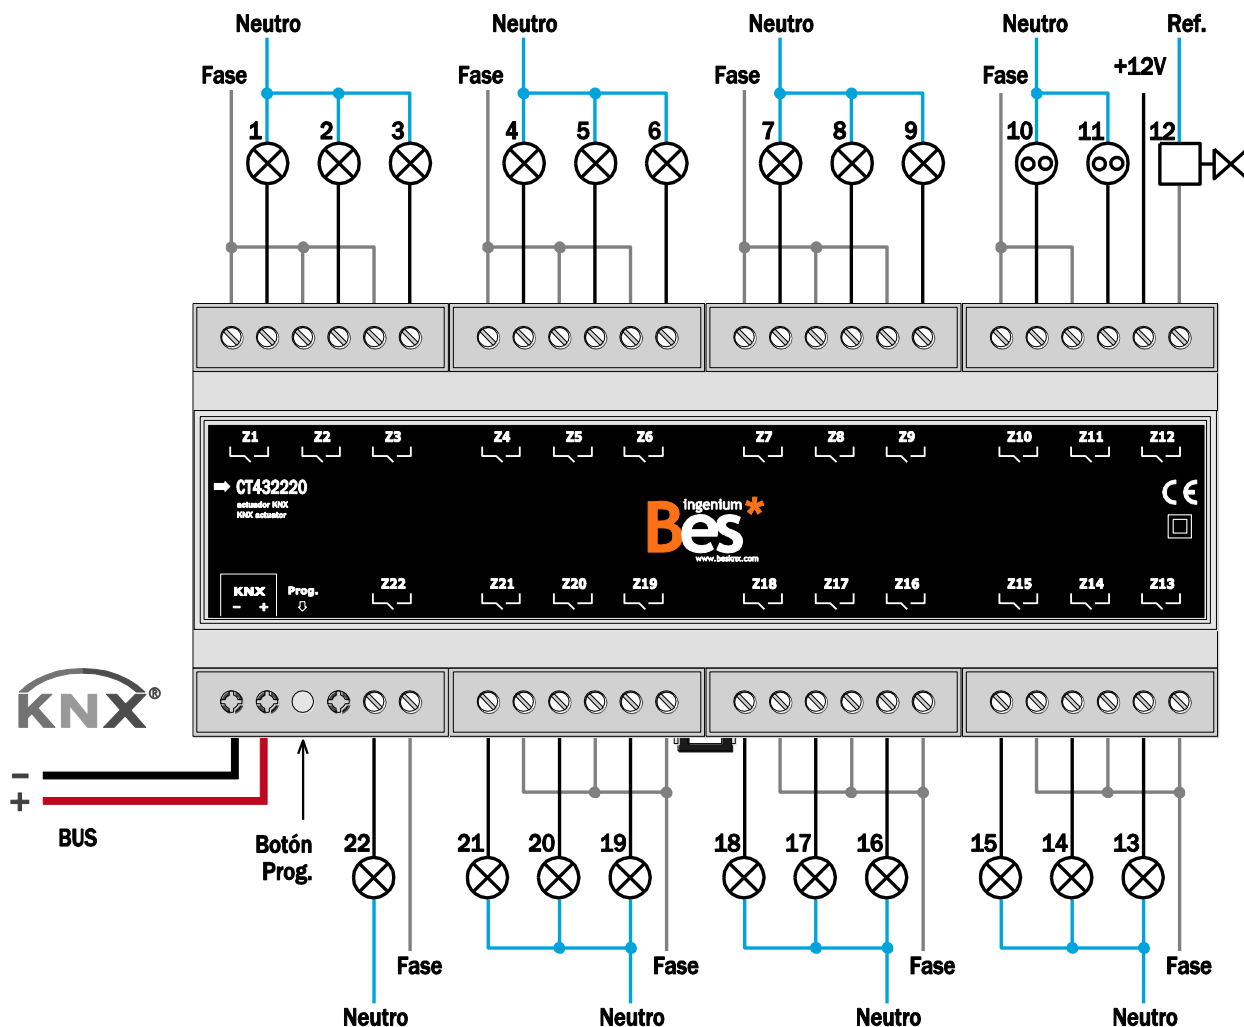 Neutro Neutro Neutro Neutro Ref.
Fase Fase Fase Fase +12V
1 2 3 4 5 6 7 8 9 10 11 12
Z1 Z2 Z3 Z4 Z5 Z6 Z7 Z8 Z9 Z10 Z11 Z12
CT432220
actuador KNX
KNX actuator
ingenium
Bes*
www.besknx.com
CE
Z22 Z21 Z20 Z19 Z18 Z17 Z16 Z15 Z14 Z13
KNX Prog.
- +
KNX®
-
+
BUS
Botón
Prog.
22 21 20 19 18 17 16 15 14 13
Fase Fase Fase Fase
Neutro Neutro Neutro Neutro